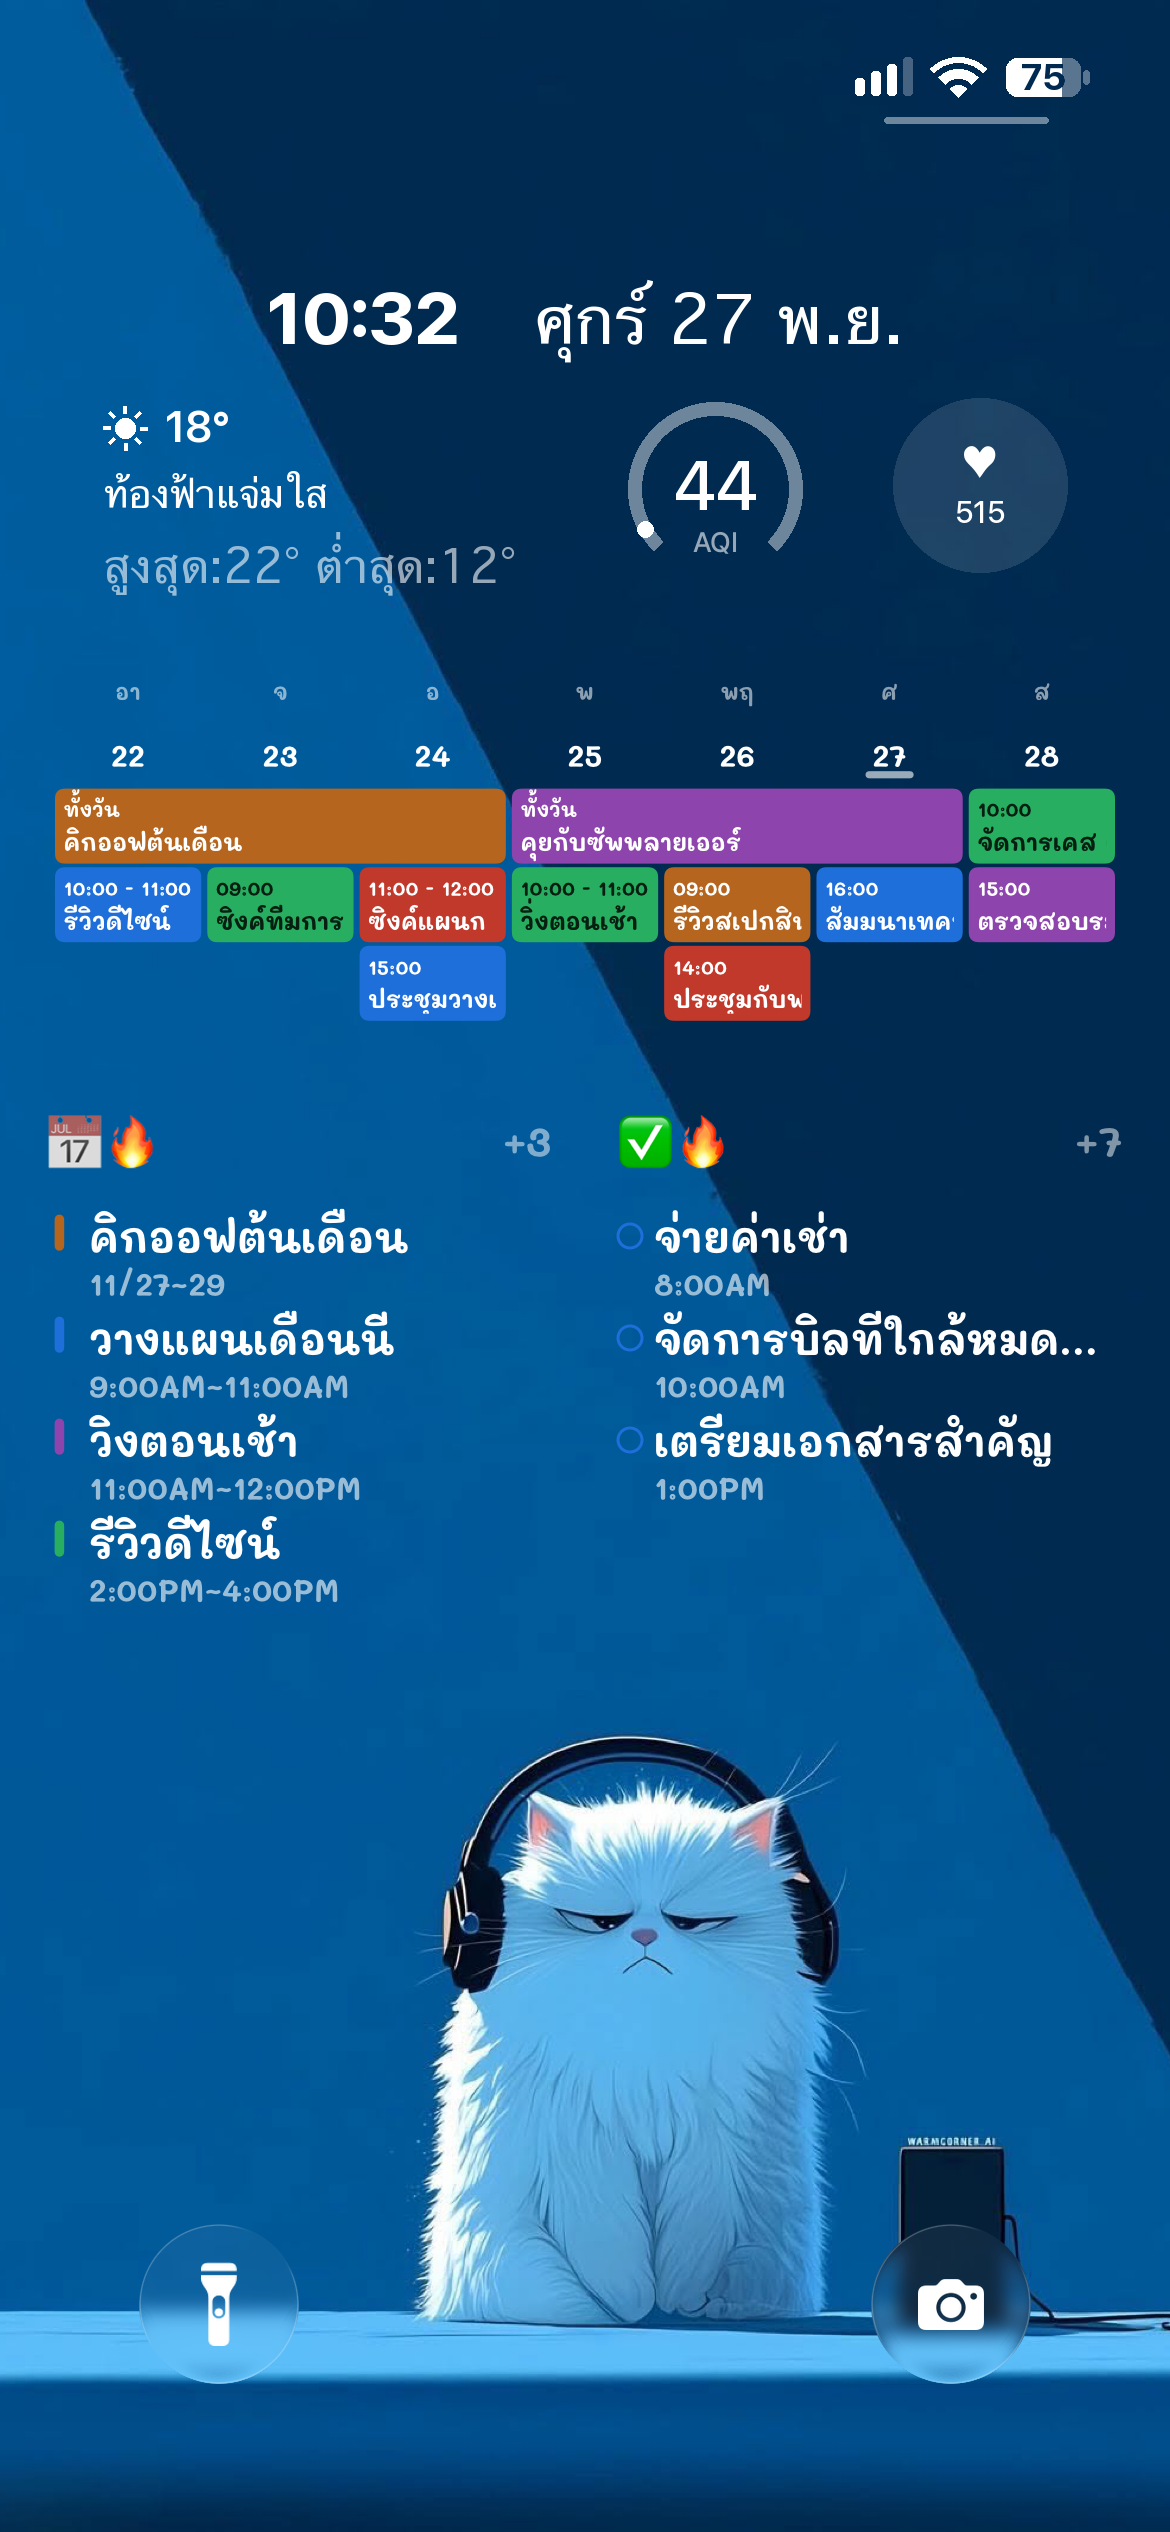 75
10:32 ศุกร์ 27 พ.ย.
18°
ท้องฟ้าแจ่มใส
สูงสุด:22° ต่ำสุด:12°
44
AQI
515
อา จ อ พ พฤ ศ ส
22 23 24 25 26 27 28
ทั้งวัน ทั้งวัน 10:00
คิกออฟต้นเดือน คุยกับซัพพลายเออร์ จัดการเคส
10:00 - 11:00 09:00 11:00 - 12:00 10:00 - 11:00 09:00 16:00 15:00
รีวิวดีไซน์ ซิงค์ทีมการ ซิงค์แผนก วิ่งตอนเช้า รีวิวสเปกสิน สัมมนาเทค ตรวจสอบระ
15:00 14:00
ประชุมวางแ ประชุมกับพ
JUL
17
+3
+7
คิกออฟต้นเดือน
11/27~29
วางแผนเดือนนี้
9:00AM~11:00AM
วิ่งตอนเช้า
11:00AM~12:00PM
รีวิวดีไซน์
2:00PM~4:00PM
จ่ายค่าเช่า
8:00AM
จัดการบิลที่ใกล้หมด...
10:00AM
เตรียมเอกสารสำคัญ
1:00PM
WARMCORNER.AI